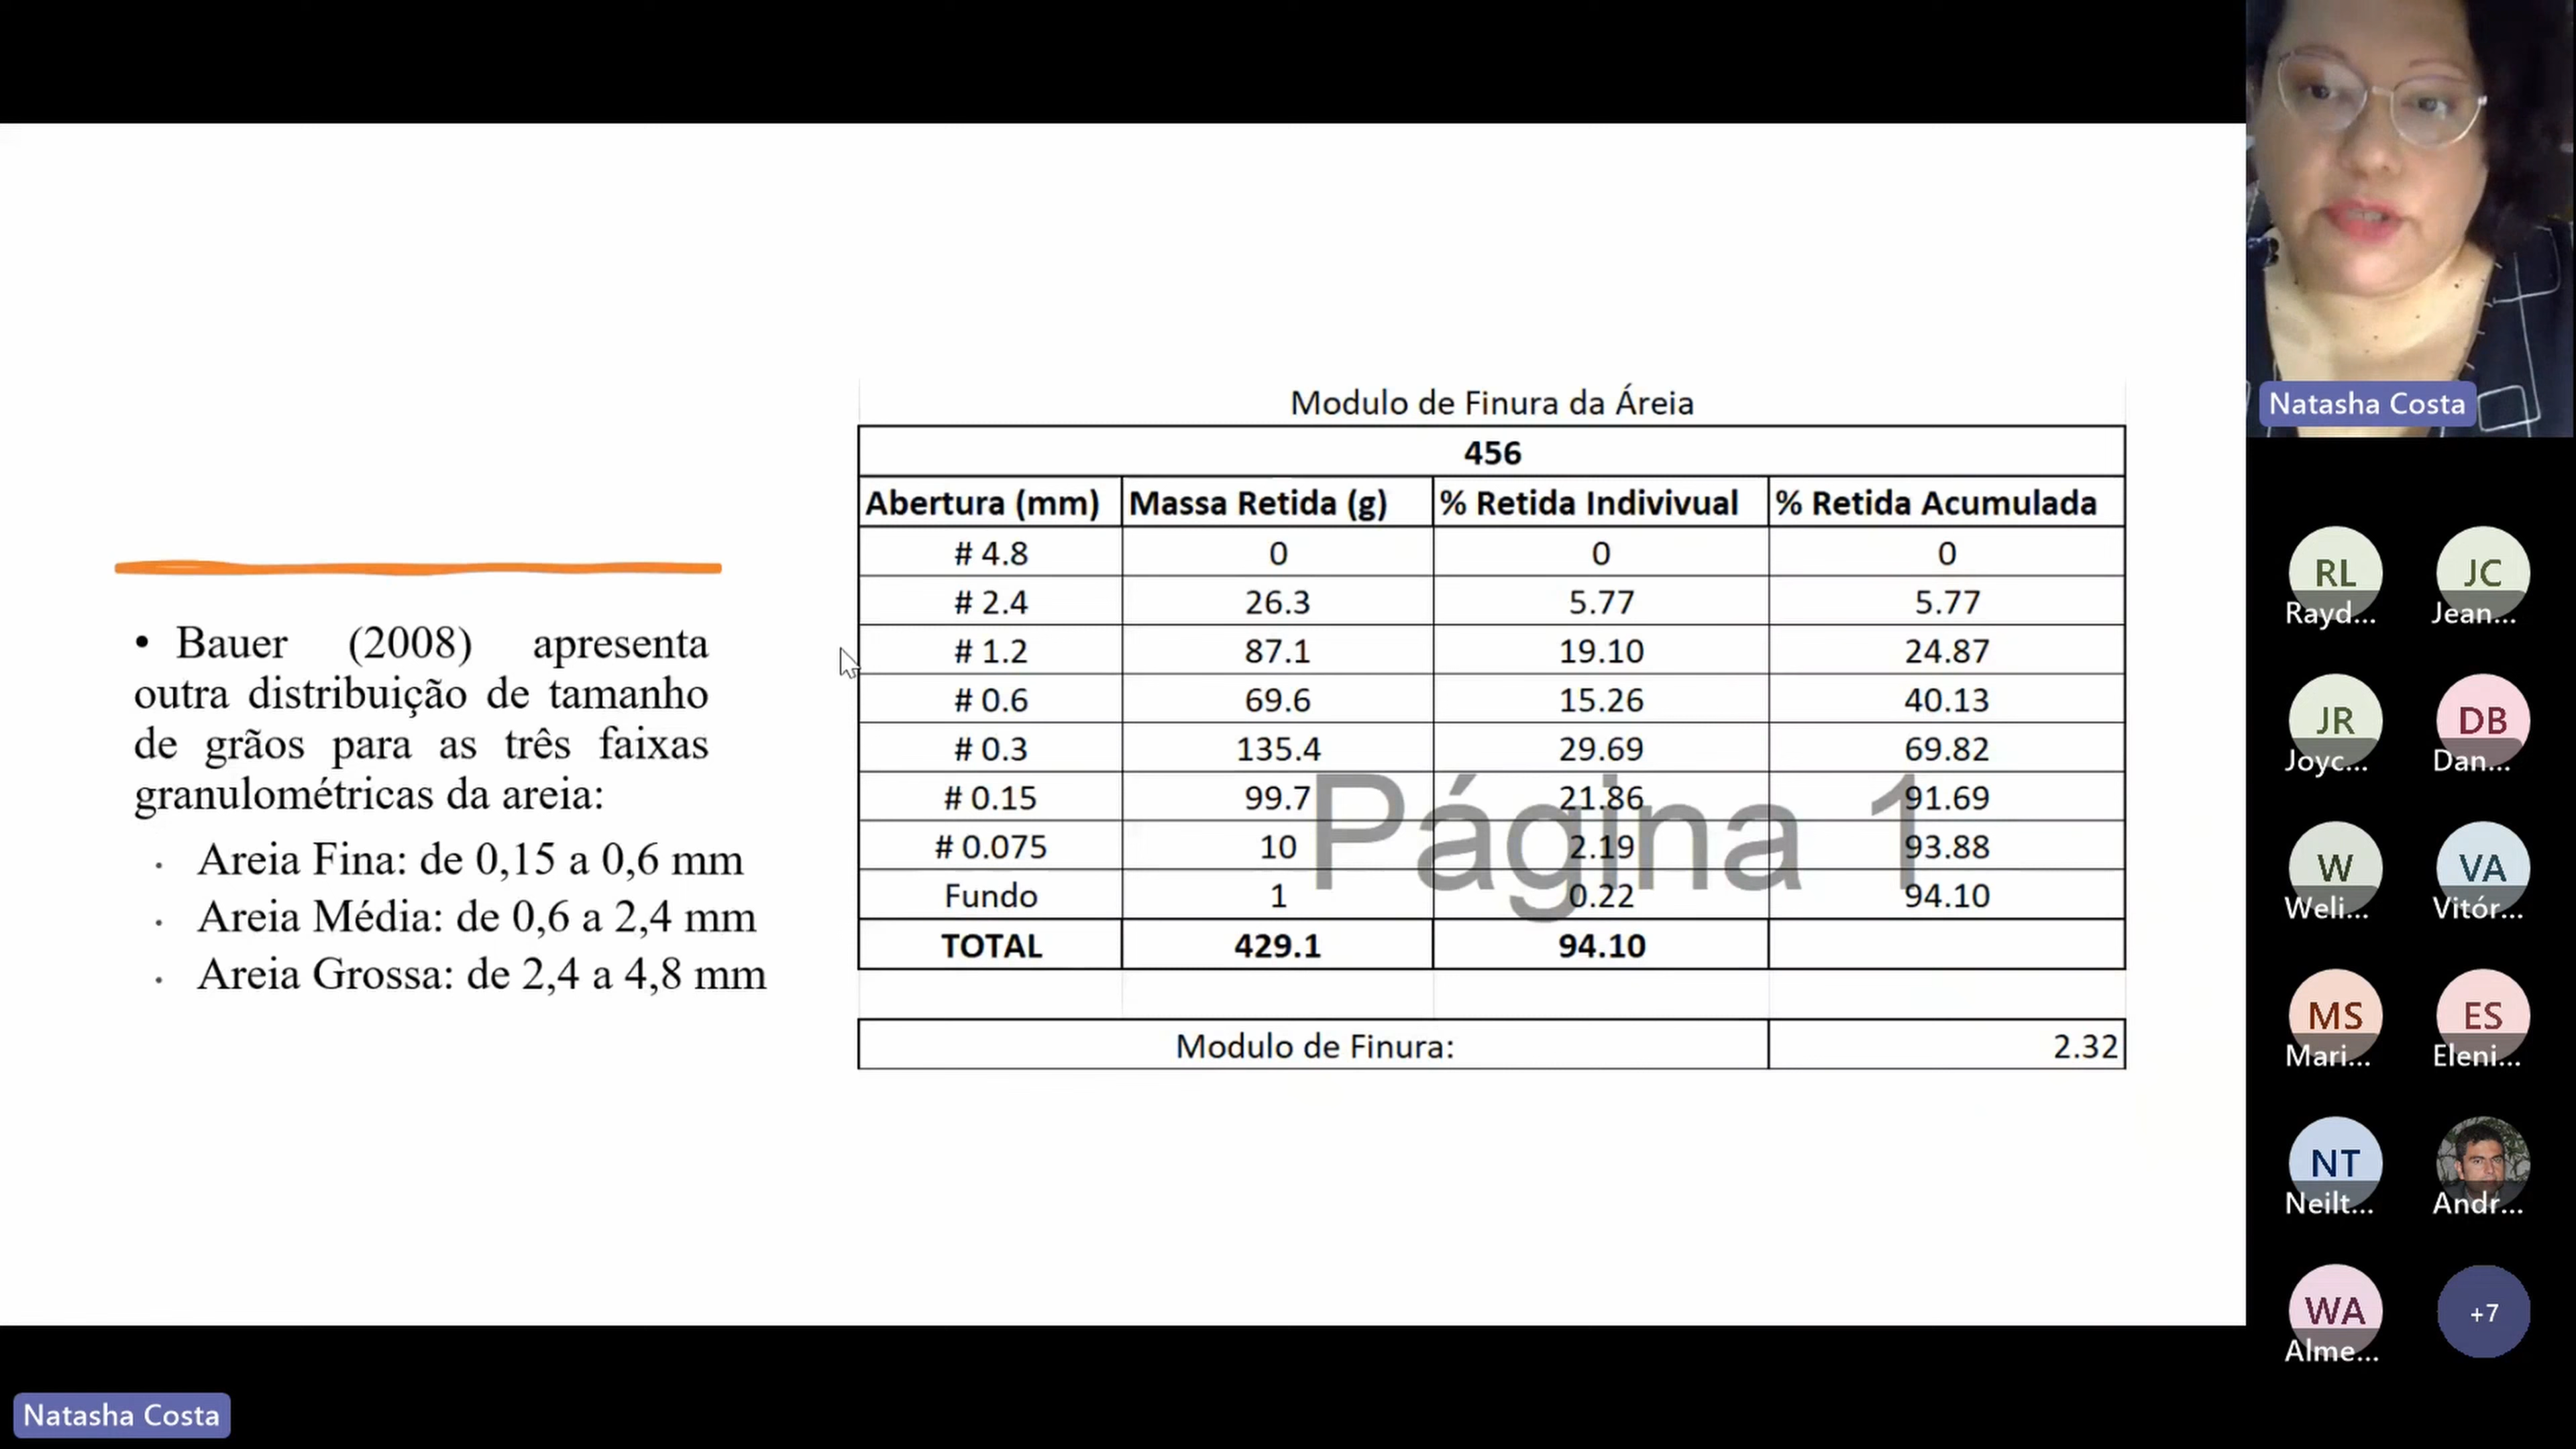 • Bauer (2008) apresenta
outra distribuição de tamanho
de grãos para as três faixas
granulométricas da areia:
· Areia Fina: de 0,15 a 0,6 mm
· Areia Média: de 0,6 a 2,4 mm
· Areia Grossa: de 2,4 a 4,8 mm
Modulo de Finura da Áreia
456
Abertura (mm) Massa Retida (g) % Retida Indivivual % Retida Acumulada
# 4.8 0 0 0
# 2.4 26.3 5.77 5.77
# 1.2 87.1 19.10 24.87
# 0.6 69.6 15.26 40.13
# 0.3 135.4 29.69 69.82
# 0.15 99.7 21.86 91.69
# 0.075 10 2.19 93.88
Fundo 1 0.22 94.10
TOTAL 429.1 94.10
Página 1
Modulo de Finura: 2.32
Natasha Costa
RL JC
Rayd... Jean...
JR DB
Joyc... Dan...
W VA
Weli... Vitór...
MS ES
Mari... Eleni...
NT
Neilt... Andr...
WA +7
Alme...
Natasha Costa